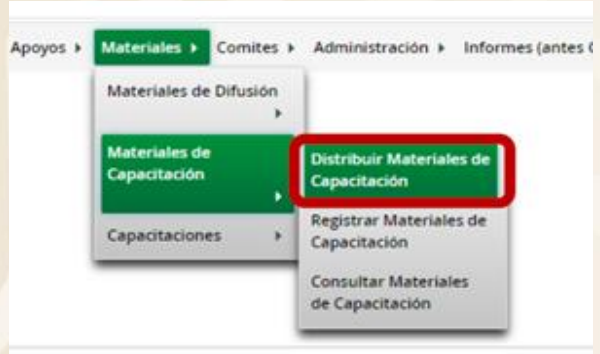 Apoyos Materiales Comites Administración Informes (antes
Materiales de Difusión
Materiales de
Capacitación
Capacitaciones
Distribuir Materiales de
Capacitación
Registrar Materiales de
Capacitación
Consultar Materiales
de Capacitación